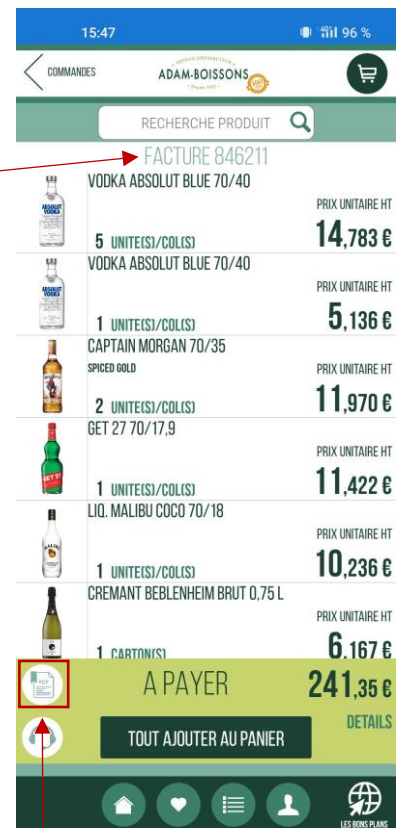 15:47 96 %
COMMANDES
ADAM-BOISSONS
RECHERCHE PRODUIT
FACTURE 846211
VODKA ABSOLUT BLUE 70/40
PRIX UNITAIRE HT
5 UNITE(S)/COL(S) 14,783 €
VODKA ABSOLUT BLUE 70/40
PRIX UNITAIRE HT
1 UNITE(S)/COL(S) 5,136 €
CAPTAIN MORGAN 70/35
SPICED GOLD
PRIX UNITAIRE HT
2 UNITE(S)/COL(S) 11,970 €
GET 27 70/17,9
PRIX UNITAIRE HT
1 UNITE(S)/COL(S) 11,422 €
LIQ. MALIBU COCO 70/18
PRIX UNITAIRE HT
1 UNITE(S)/COL(S) 10,236 €
CREMANT BEBLENHEIM BRUT 0,75 L
PRIX UNITAIRE HT
1 CARTON(S) 6,167 €
PDF
A PAYER 241,35 €
DETAILS
TOUT AJOUTER AU PANIER
LES BONS PLANS